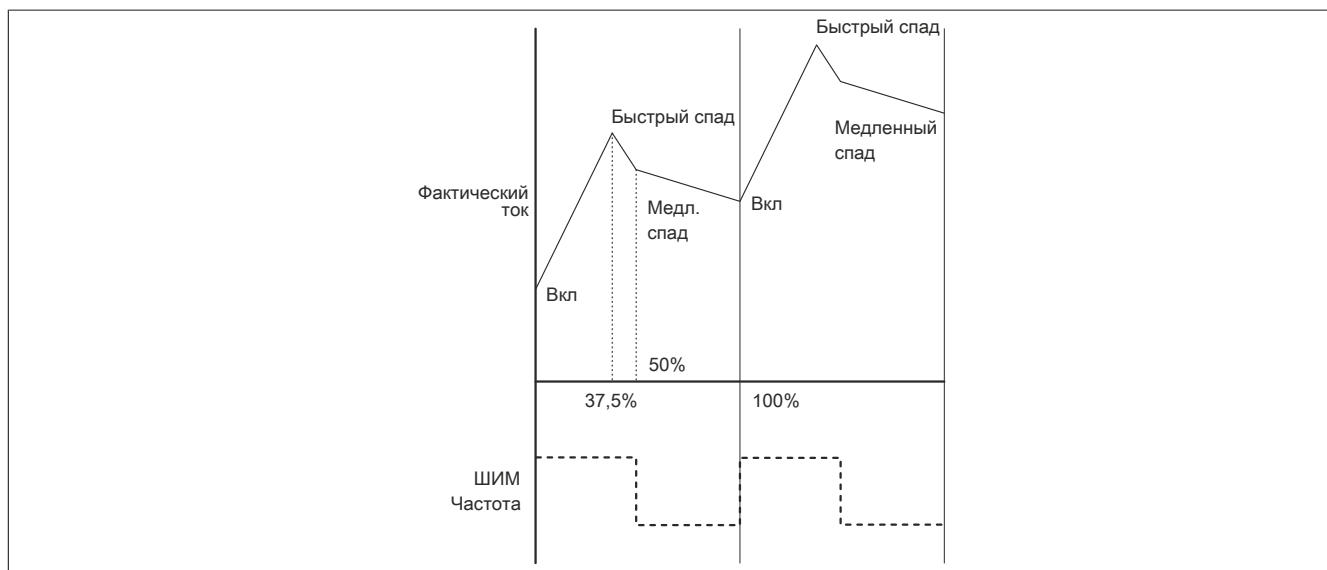 Быстрый спад
Быстрый спад
Медленный
спад
Фактический
ток
Медл.
спад
Вкл
Вкл
50%
37,5%
100%
ШИМ
Частота